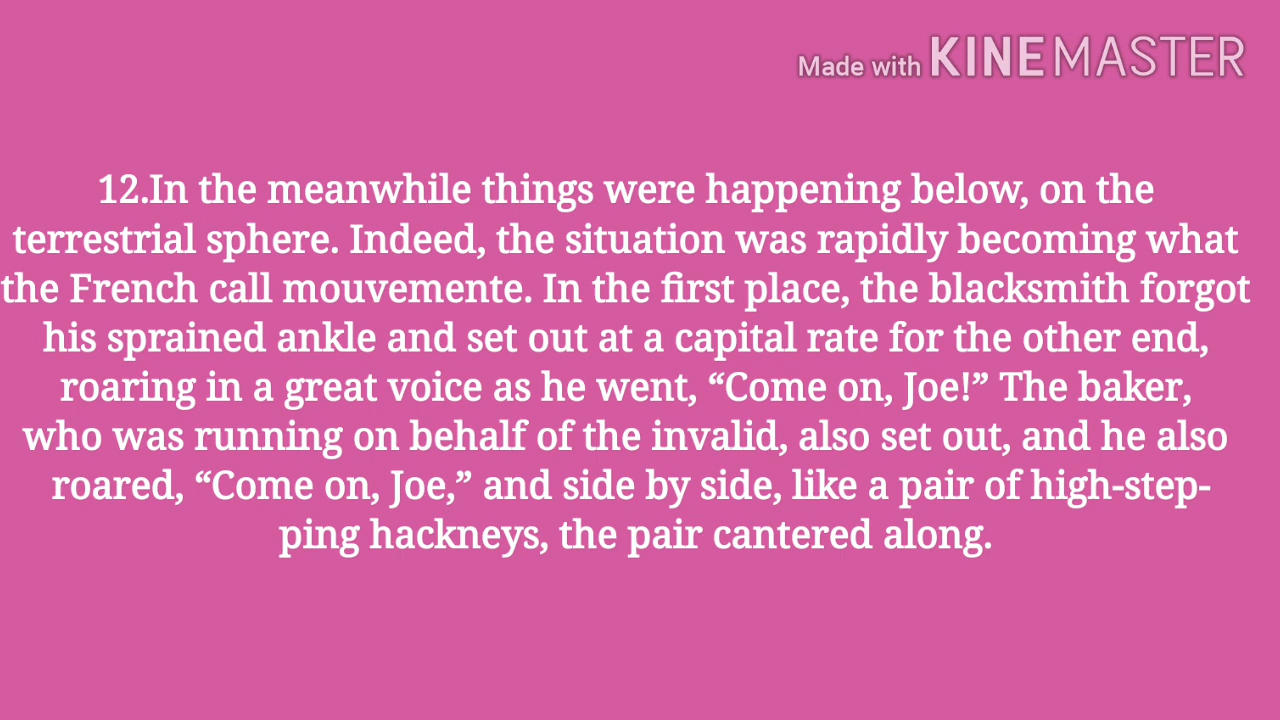 Made with KINEMASTER
12.In the meanwhile things were happening below, on the
terrestrial sphere. Indeed, the situation was rapidly becoming what
the French call mouvemente. In the first place, the blacksmith forgot
his sprained ankle and set out at a capital rate for the other end,
roaring in a great voice as he went, “Come on, Joe!” The baker,
who was running on behalf of the invalid, also set out, and he also
roared, “Come on, Joe,” and side by side, like a pair of high-step-
ping hackneys, the pair cantered along.